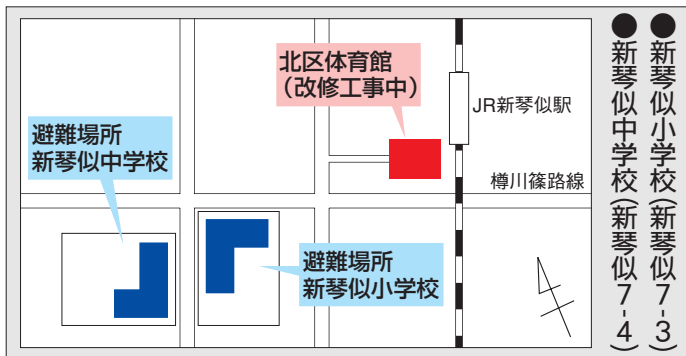 ●新琴似小学校(新琴似7-3)
●新琴似中学校(新琴似7-4)
北区体育館
(改修工事中)
JR新琴似駅
避難場所
新琴似中学校
樽川篠路線
避難場所
新琴似小学校